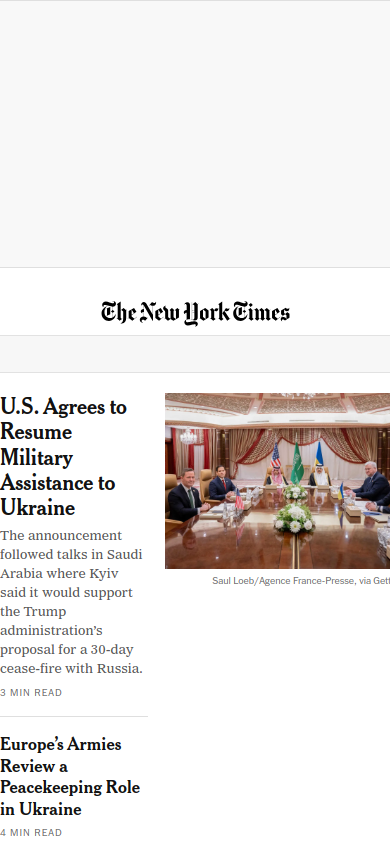 The New York Times
U.S. Agrees to
Resume
Military
Assistance to
Ukraine
The announcement
followed talks in Saudi
Arabia where Kyiv
said it would support
the Trump
administration's
proposal for a 30-day
cease-fire with Russia.
3 MIN READ
Saul Loeb/Agence France-Presse, via Gett
Europe's Armies
Review a
Peacekeeping Role
in Ukraine
4 MIN READ